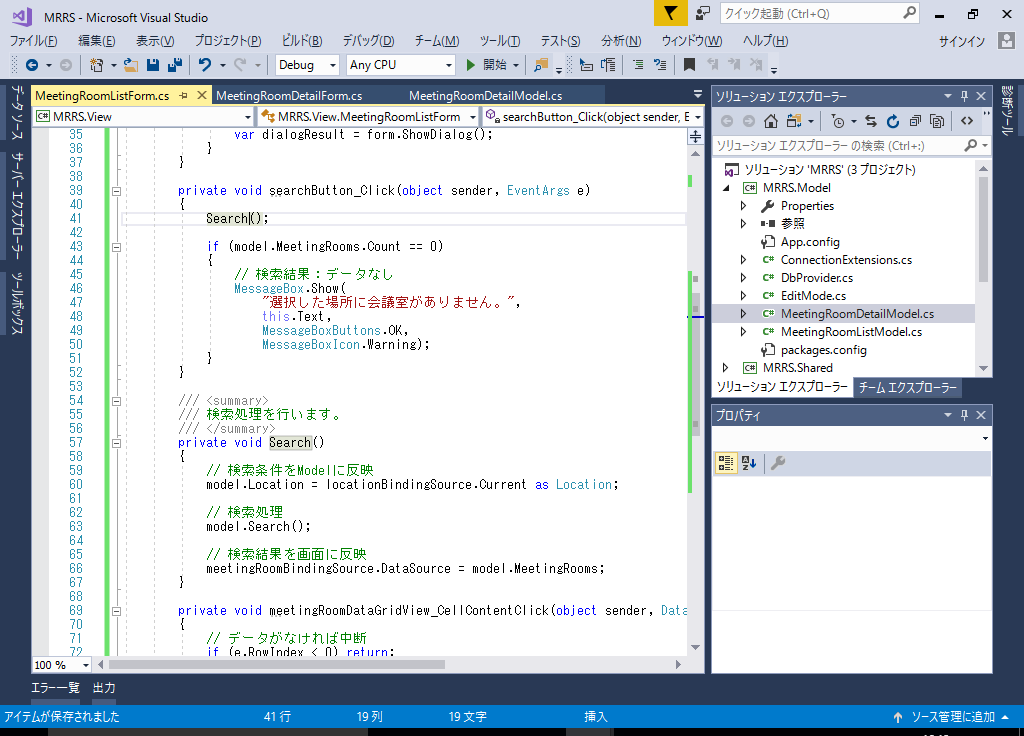 MRRS - Microsoft Visual Studio
クイック起動 (Ctrl+Q)
ファイル(F) 編集(E) 表示(V) プロジェクト(P) ビルド(B) デバッグ(D) チーム(M) ツール(T) テスト(S) 分析(N) ウィンドウ(W) ヘルプ(H) サインイン
Debug Any CPU 開始
データ ソース
サーバー エクスプローラー
ツールボックス
MeetingRoomListForm.cs MeetingRoomDetailForm.cs MeetingRoomDetailModel.cs
MRRS.View MRRS.View.MeetingRoomListForm searchButton_Click(object sender, E
35 var dialogResult = form.ShowDialog();
36 }
37 }
38
39 private void searchButton_Click(object sender, EventArgs e)
40 {
41 Search();
42
43 if (model.MeetingRooms.Count == 0)
44 {
45 // 検索結果：データなし
46 MessageBox.Show(
47 "選択した場所に会議室がありません。",
48 this.Text,
49 MessageBoxButtons.OK,
50 MessageBoxIcon.Warning);
51 }
52 }
53
54 /// <summary>
55 /// 検索処理を行います。
56 /// </summary>
57 private void Search()
58 {
59 // 検索条件をModelに反映
60 model.Location = locationBindingSource.Current as Location;
61
62 // 検索処理
63 model.Search();
64
65 // 検索結果を画面に反映
66 meetingRoomBindingSource.DataSource = model.MeetingRooms;
67 }
68
69 private void meetingRoomDataGridView_CellContentClick(object sender, Data
70 {
71 // データがなければ中断
72 if (e.RowIndex < 0) return;
100 %
ソリューション エクスプローラー
ソリューション エクスプローラー の検索 (Ctrl+:)
ソリューション 'MRRS' (3 プロジェクト)
C# MRRS.Model
Properties
参照
App.config
C# ConnectionExtensions.cs
C# DbProvider.cs
C# EditMode.cs
C# MeetingRoomDetailModel.cs
C# MeetingRoomListModel.cs
packages.config
C# MRRS.Shared
ソリューション エクスプローラー チーム エクスプローラー
プロパティ
診断ツール
エラー一覧 出力
アイテムが保存されました 41 行 19 列 19 文字 挿入 ソース管理に追加